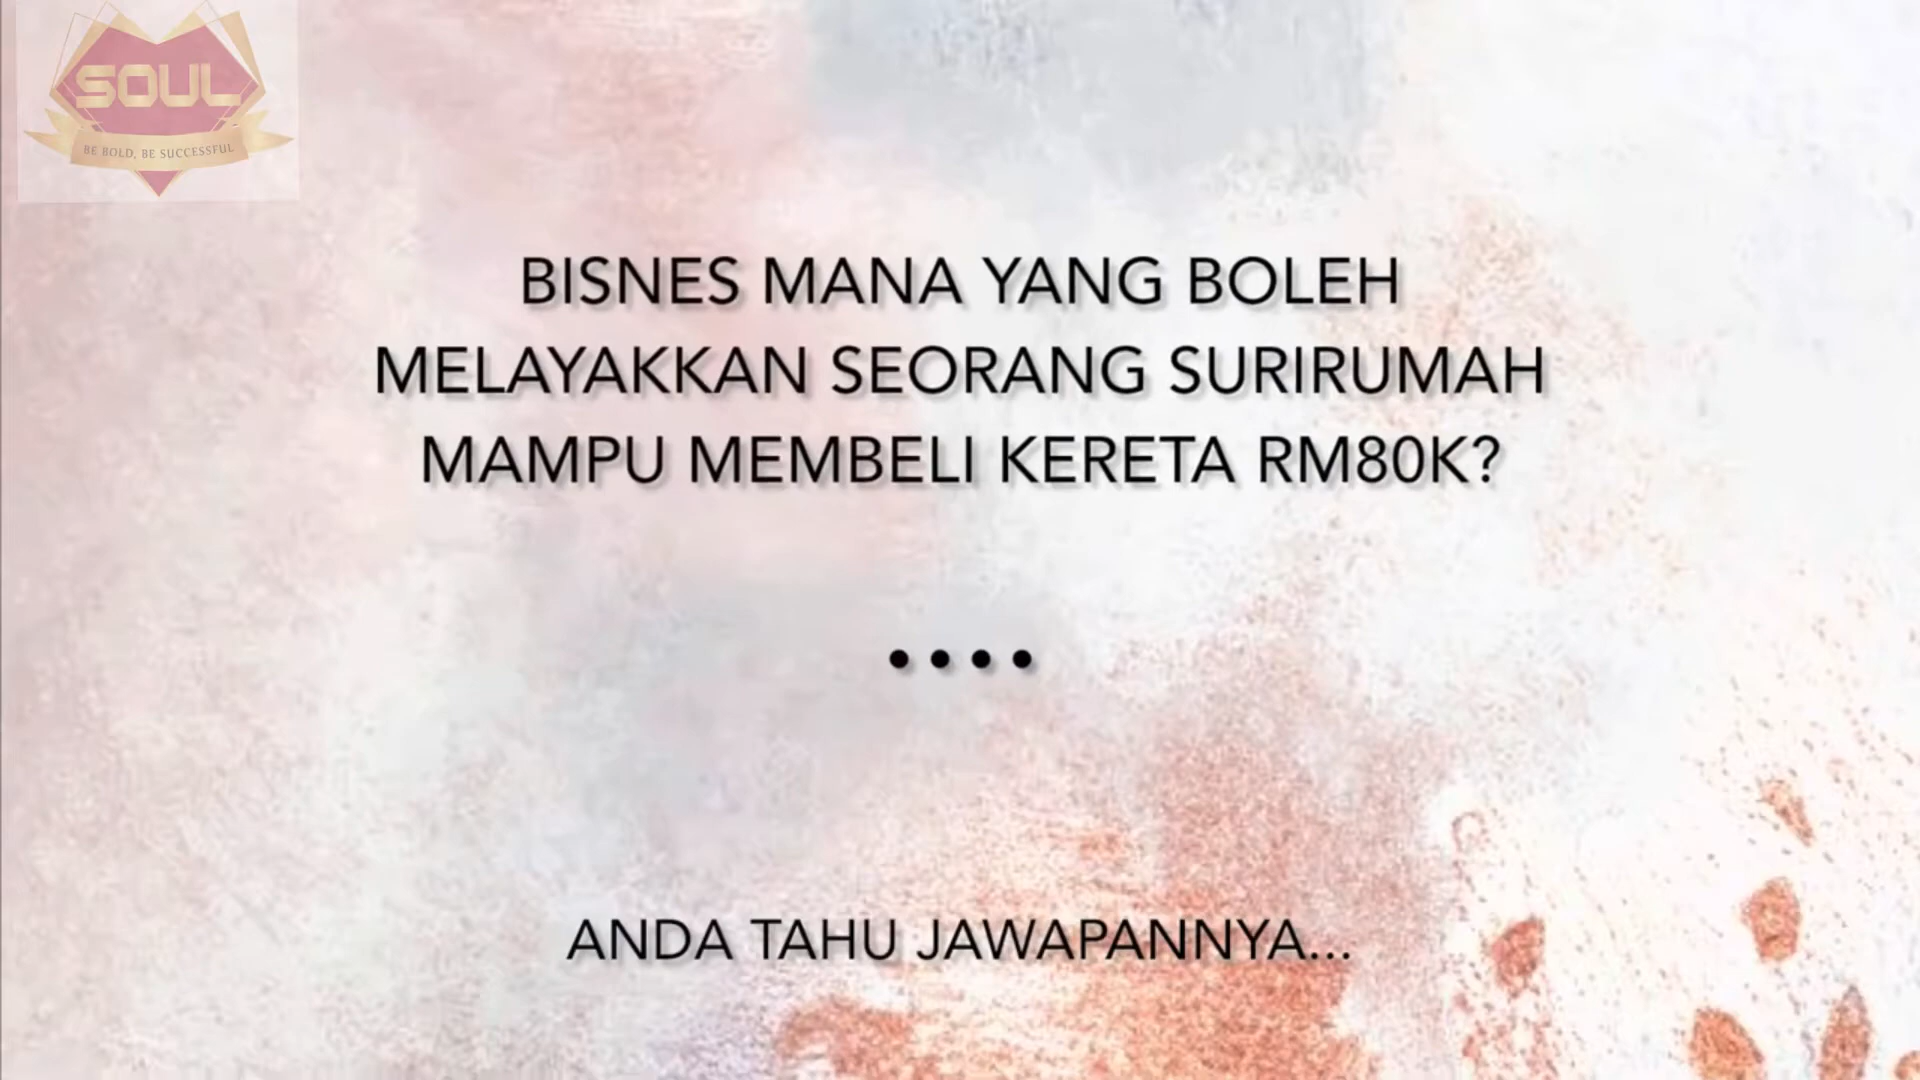 SOUL
BE BOLD, BE SUCCESSFUL
BISNES MANA YANG BOLEH
MELAYAKKAN SEORANG SURIRUMAH
MAMPU MEMBELI KERETA RM80K?
....
ANDA TAHU JAWAPANNYA...